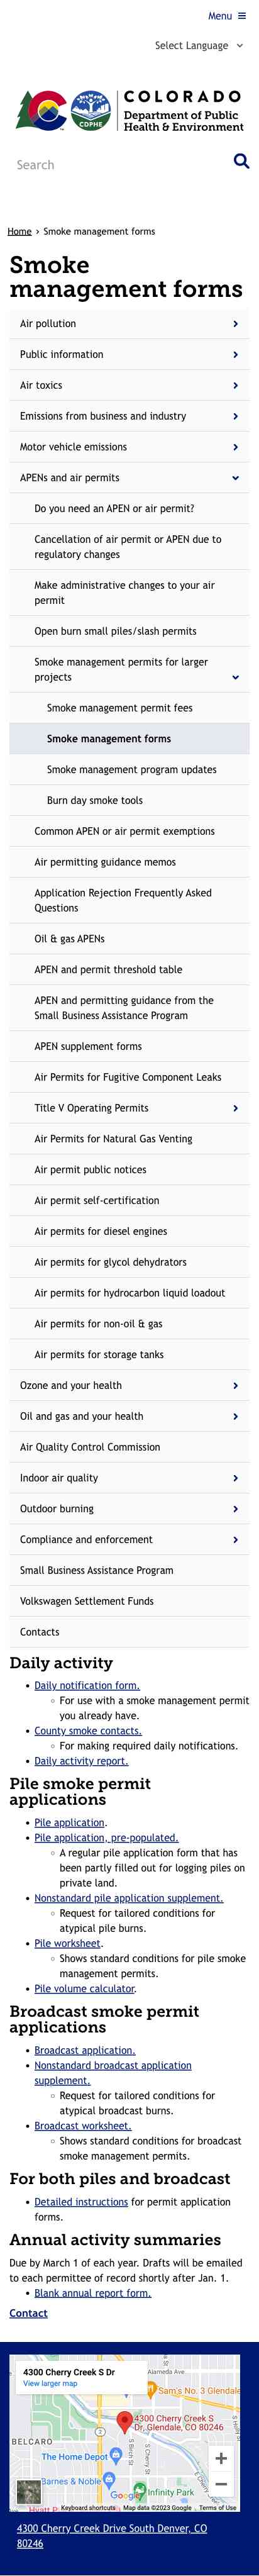 Menu
Select Language
CDPHE
COLORADO
Department of Public
Health & Environment
TM
Search
Home › Smoke management forms
Smoke
management forms
Air pollution
Public information
Air toxics
Emissions from business and industry
Motor vehicle emissions
APENs and air permits
Do you need an APEN or air permit?
Cancellation of air permit or APEN due to
regulatory changes
Make administrative changes to your air
permit
Open burn small piles/slash permits
Smoke management permits for larger
projects
Smoke management permit fees
Smoke management forms
Smoke management program updates
Burn day smoke tools
Common APEN or air permit exemptions
Air permitting guidance memos
Application Rejection Frequently Asked
Questions
Oil & gas APENs
APEN and permit threshold table
APEN and permitting guidance from the
Small Business Assistance Program
APEN supplement forms
Air Permits for Fugitive Component Leaks
Title V Operating Permits
Air Permits for Natural Gas Venting
Air permit public notices
Air permit self-certification
Air permits for diesel engines
Air permits for glycol dehydrators
Air permits for hydrocarbon liquid loadout
Air permits for non-oil & gas
Air permits for storage tanks
Ozone and your health
Oil and gas and your health
Air Quality Control Commission
Indoor air quality
Outdoor burning
Compliance and enforcement
Small Business Assistance Program
Volkswagen Settlement Funds
Contacts
Daily activity
• Daily notification form.
◦ For use with a smoke management permit
you already have.
• County smoke contacts.
◦ For making required daily notifications.
• Daily activity report.
Pile smoke permit
applications
• Pile application.
• Pile application, pre-populated.
◦ A regular pile application form that has
been partly filled out for logging piles on
private land.
• Nonstandard pile application supplement.
◦ Request for tailored conditions for
atypical pile burns.
• Pile worksheet.
◦ Shows standard conditions for pile smoke
management permits.
• Pile volume calculator.
Broadcast smoke permit
applications
• Broadcast application.
• Nonstandard broadcast application
supplement.
◦ Request for tailored conditions for
atypical broadcast burns.
• Broadcast worksheet.
◦ Shows standard conditions for broadcast
smoke management permits.
For both piles and broadcast
• Detailed instructions for permit application
forms.
Annual activity summaries
Due by March 1 of each year. Drafts will be emailed
to each permittee of record shortly after Jan. 1.
• Blank annual report form.
Contact
4300 Cherry Creek S Dr
View larger map
Alameda Ave
S Birch St
Sam's No. 3 Glendale
4300 Cherry Creek S
Dr, Glendale, CO 80246
BELCARO
The Home Depot
Barnes & Noble
Google
Infinity Park
Hyatt
Keyboard shortcuts
Map data ©2023 Google
Terms of Use
4300 Cherry Creek Drive South Denver, CO
80246